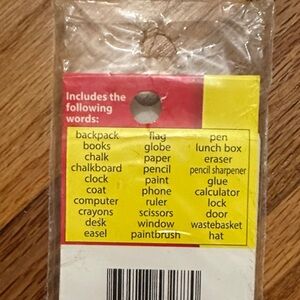 Includes the
following
words:
backpack flag pen
books globe lunch box
chalk paper eraser
chalkboard pencil pencil sharpener
clock paint glue
coat phone calculator
computer ruler lock
crayons scissors door
desk window wastebasket
easel paintbrush hat